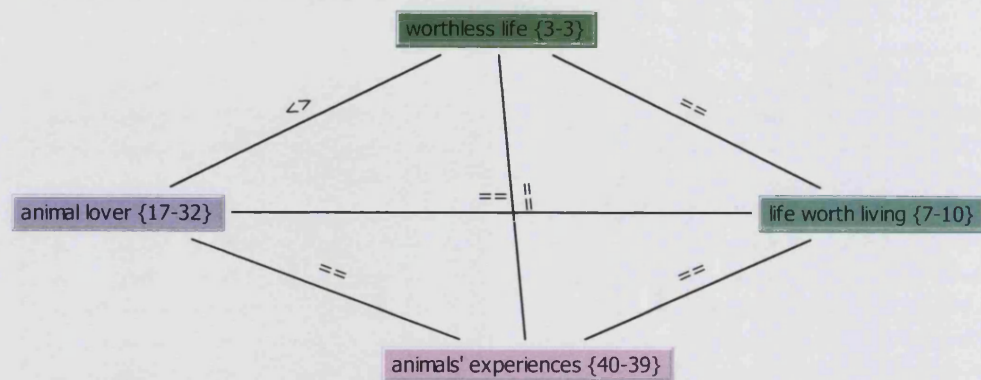 worthless life {3-3}
<>
==
== ==
animal lover {17-32}
life worth living {7-10}
==
==
animals' experiences {40-39}